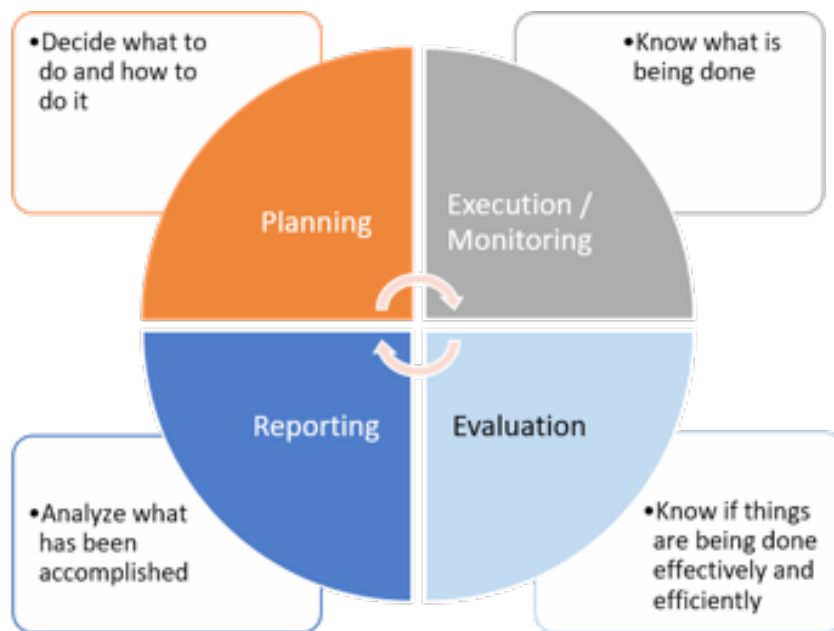 •Decide what to
do and how to
do it
•Know what is
being done
Planning
Execution /
Monitoring
Reporting
Evaluation
•Analyze what
has been
accomplished
•Know if things
are being done
effectively and
efficiently